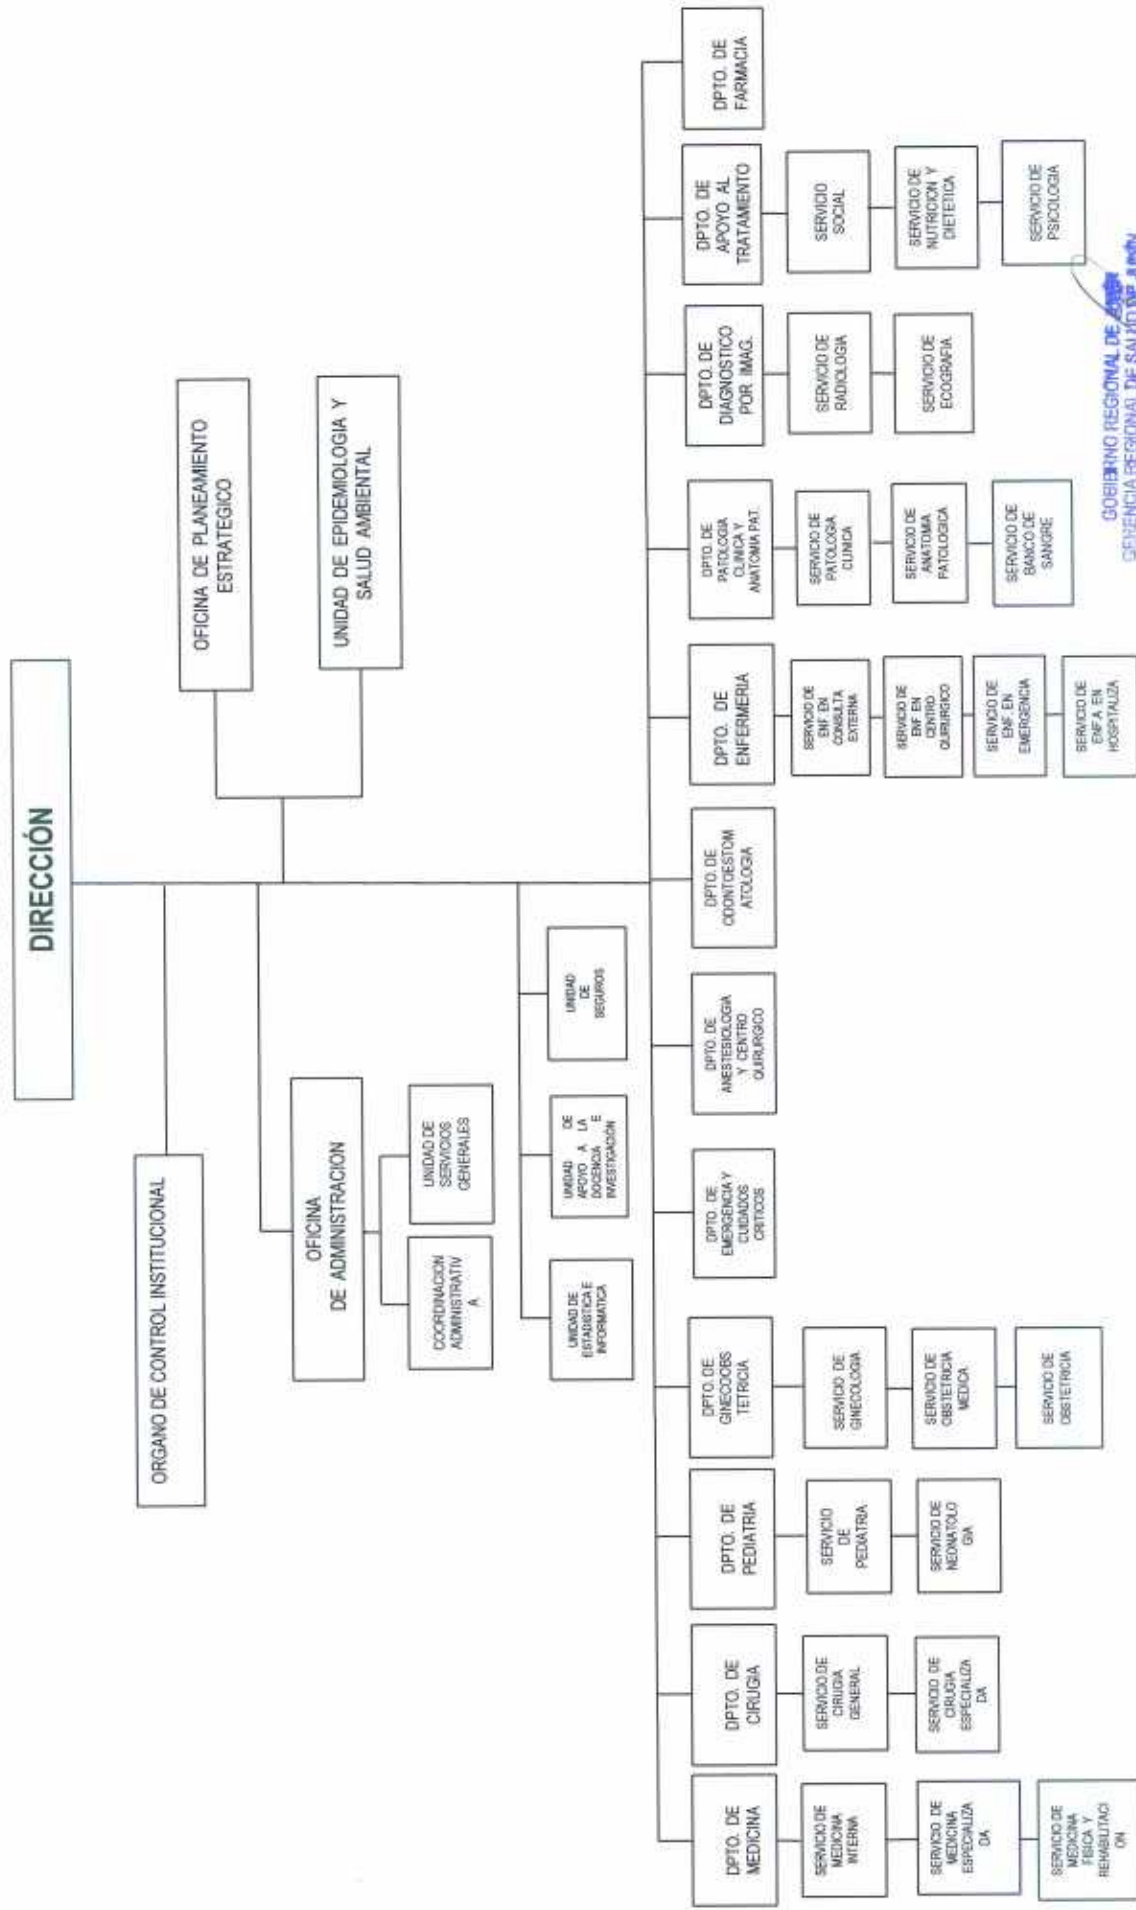 DIRECCIÓN
ORGANO DE CONTROL INSTITUCIONAL
OFICINA DE PLANEAMIENTO
ESTRATEGICO
UNIDAD DE EPIDEMIOLOGIA Y
SALUD AMBIENTAL
OFICINA
DE ADMINISTRACION
COORDINACION
ADMINISTRATIV
A
UNIDAD DE
SERVICIOS
GENERALES
UNIDAD DE
ESTADISTICA E
INFORMATICA
UNIDAD DE
APOYO A LA
DOCENCIA E
INVESTIGACIÓN
UNIDAD
DE
SEGUROS
DPTO. DE
MEDICINA
SERVICIO DE
MEDICINA
INTERNA
SERVICIO DE
MEDICINA
ESPECIALIZA
DA
SERVICIO DE
MEDICINA
FISICA Y
REHABILITACI
ON
DPTO. DE
CIRUGIA
SERVICIO DE
CIRUGIA
GENERAL
SERVICIO DE
CIRUGIA
ESPECIALIZA
DA
DPTO. DE
PEDIATRIA
SERVICIO
DE
PEDIATRIA
SERVICIO DE
NEONATOLO
GIA
DPTO. DE
GINECOOBS
TETRICIA
SERVICIO DE
GINECOLOGIA
SERVICIO DE
OBSTETRICIA
MEDICA
SERVICIO DE
OBSTETRICIA
DPTO. DE
EMERGENCIA Y
CUIDADOS
CRITICOS
DPTO. DE
ANESTESIOLOGIA
Y CENTRO
QUIRURGICO
DPTO. DE
ODONTOESTOM
ATOLOGIA
DPTO. DE
ENFERMERIA
SERVICIO DE
ENF. EN
CONSULTA
EXTERNA
SERVICIO DE
ENF EN
CENTRO
QUIRURGICO
SERVICIO DE
ENF. EN
EMERGENCIA
SERVICIO DE
ENF A EN
HOSPITALIZA
DPTO. DE
PATOLOGIA
CLINICA Y
ANATOMIA PAT.
SERVICIO DE
PATOLOGIA
CLINICA
SERVICIO DE
ANATOMIA
PATOLOGICA
SERVICIO DE
BANCO DE
SANGRE
DPTO. DE
DIAGNOSTICO
POR IMAG.
SERVICIO DE
RADIOLOGIA
SERVICIO DE
ECOGRAFIA
DPTO. DE
APOYO AL
TRATAMIENTO
SERVICIO
SOCIAL
SERVICIO DE
NUTRICION Y
DIETETICA
SERVICIO DE
PSICOLOGIA
DPTO. DE
FARMACIA
GOBIERNO REGIONAL DE
GERENCIA REGIONAL DE SALUD